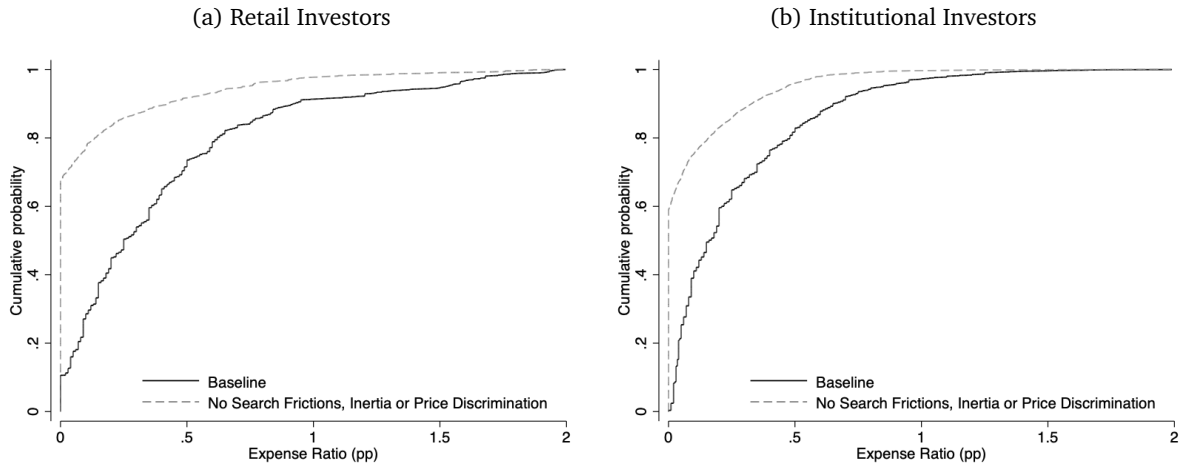 (a) Retail Investors
Cumulative probability
1
.8
.6
.4
.2
0
Baseline
No Search Frictions, Inertia or Price Discrimination
0 .5 1 1.5 2
Expense Ratio (pp)
(b) Institutional Investors
Cumulative probability
1
.8
.6
.4
.2
0
Baseline
No Search Frictions, Inertia or Price Discrimination
0 .5 1 1.5 2
Expense Ratio (pp)